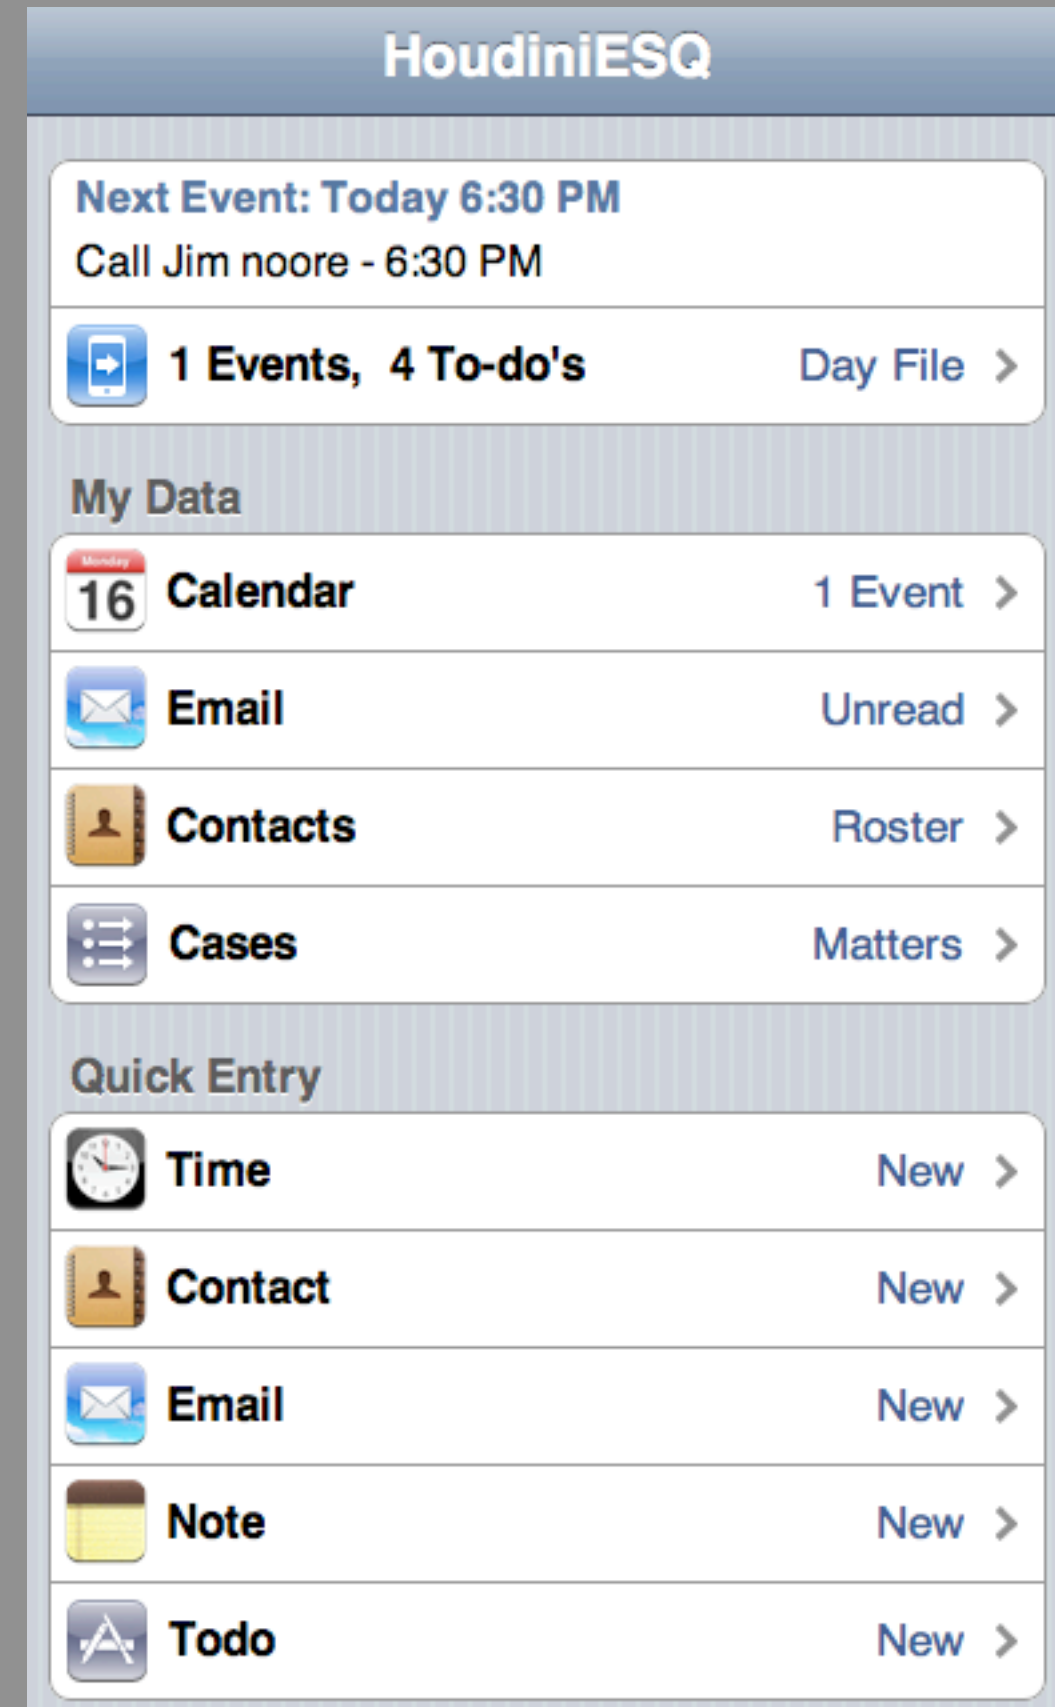 HoudiniESQ
Next Event: Today 6:30 PM
Call Jim noore - 6:30 PM
1 Events, 4 To-do's Day File
My Data
Monday
16 Calendar 1 Event
Email Unread
Contacts Roster
Cases Matters
Quick Entry
Time New
Contact New
Email New
Note New
Todo New